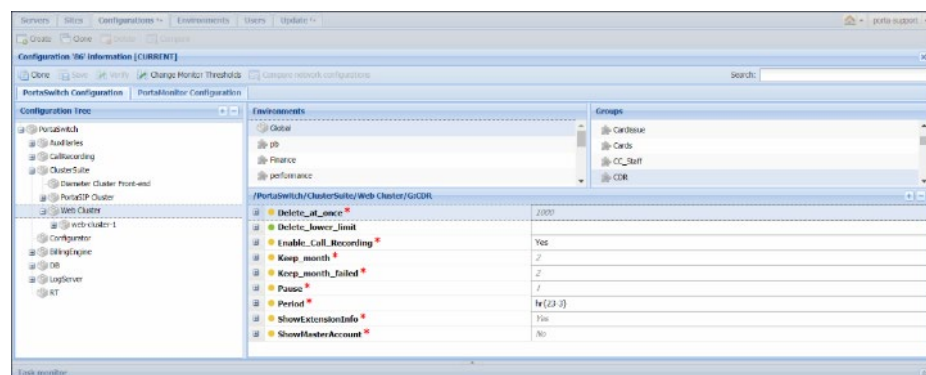 Servers Sites Configurations Environments Users Update
porta-support
Create Clone Delete Compare
Configuration '86' information [CURRENT]
Clone Save Verify Change Monitor Thresholds Compare network configurations
Search:
PortaSwitch Configuration PortaMonitor Configuration
Configuration Tree
PortaSwitch
Auxiliaries
CallRecording
ClusterSuite
Diameter Cluster Front-end
PortaSIP Cluster
Web Cluster
web-cluster-1
Configurator
BillingEngine
DB
LogServer
RT
Environments
Global
pb
Finance
performance
Groups
Cards
CC_Staff
CDR
/PortaSwitch/ClusterSuite/Web Cluster/GrCDR
Delete_at_once * 1000
Delete_lower_limit
Enable_Call_Recording * Yes
Keep_month * 2
Keep_month_failed * 2
Pause * 1
Period * hr{23-3}
ShowExtensionInfo * Yes
ShowMasterAccount * No
Task monitor